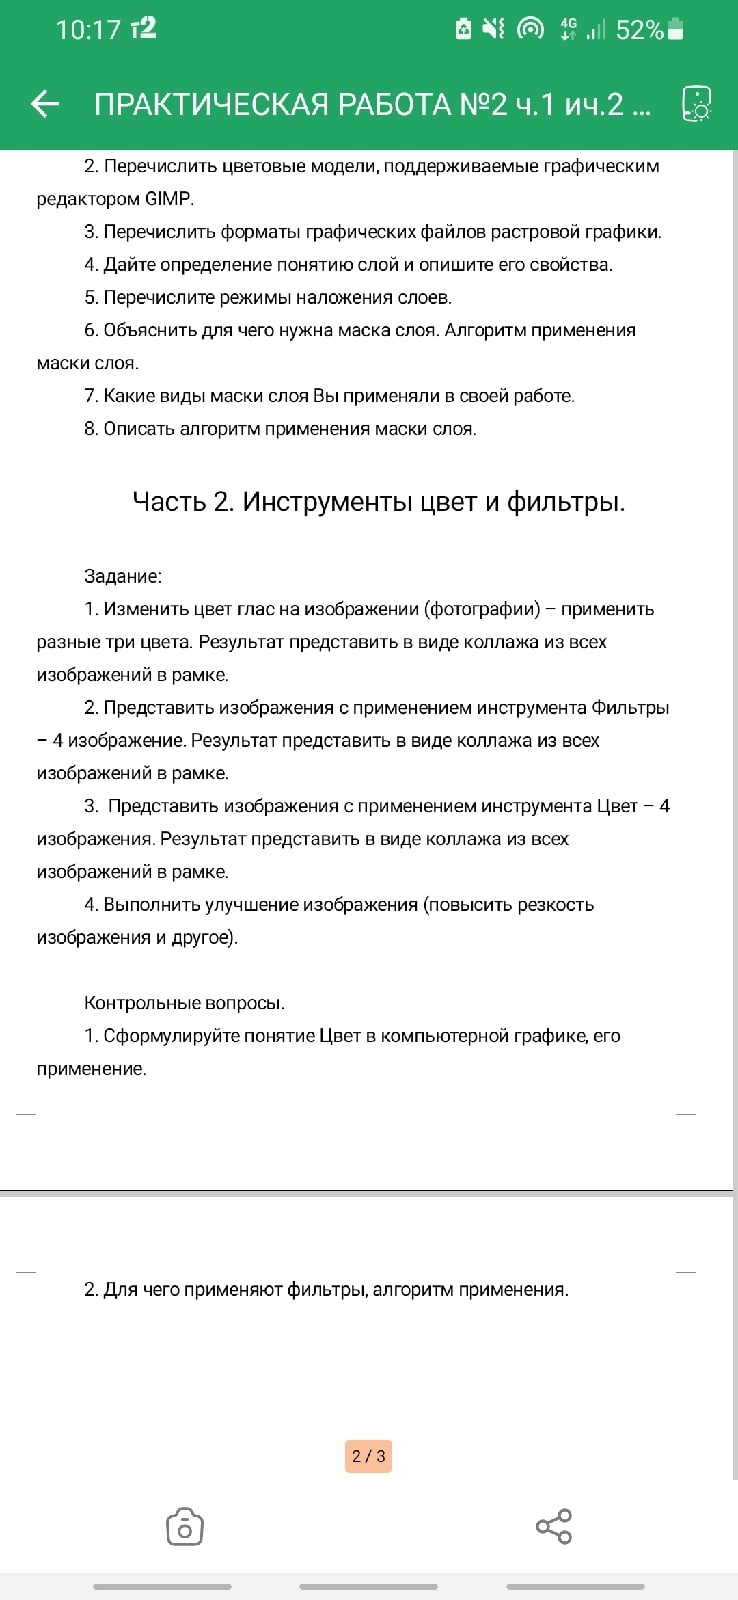 10:17 т2 4G 52%
ПРАКТИЧЕСКАЯ РАБОТА №2 ч.1 ич.2 ...
2. Перечислить цветовые модели, поддерживаемые графическим
редактором GIMP.
3. Перечислить форматы графических файлов растровой графики.
4. Дайте определение понятию слой и опишите его свойства.
5. Перечислите режимы наложения слоев.
6. Объяснить для чего нужна маска слоя. Алгоритм применения
маски слоя.
7. Какие виды маски слоя Вы применяли в своей работе.
8. Описать алгоритм применения маски слоя.
Часть 2. Инструменты цвет и фильтры.
Задание:
1. Изменить цвет глас на изображении (фотографии) – применить
разные три цвета. Результат представить в виде коллажа из всех
изображений в рамке.
2. Представить изображения с применением инструмента Фильтры
– 4 изображение. Результат представить в виде коллажа из всех
изображений в рамке.
3. Представить изображения с применением инструмента Цвет – 4
изображения. Результат представить в виде коллажа из всех
изображений в рамке.
4. Выполнить улучшение изображения (повысить резкость
изображения и другое).
Контрольные вопросы.
1. Сформулируйте понятие Цвет в компьютерной графике, его
применение.
2. Для чего применяют фильтры, алгоритм применения.
2 / 3